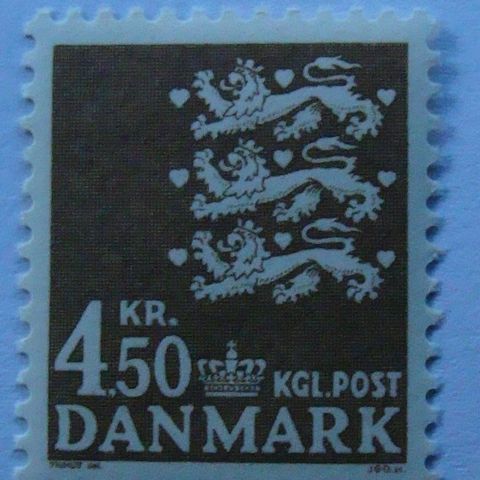 KR.
4,50
KGL.POST
DANMARK